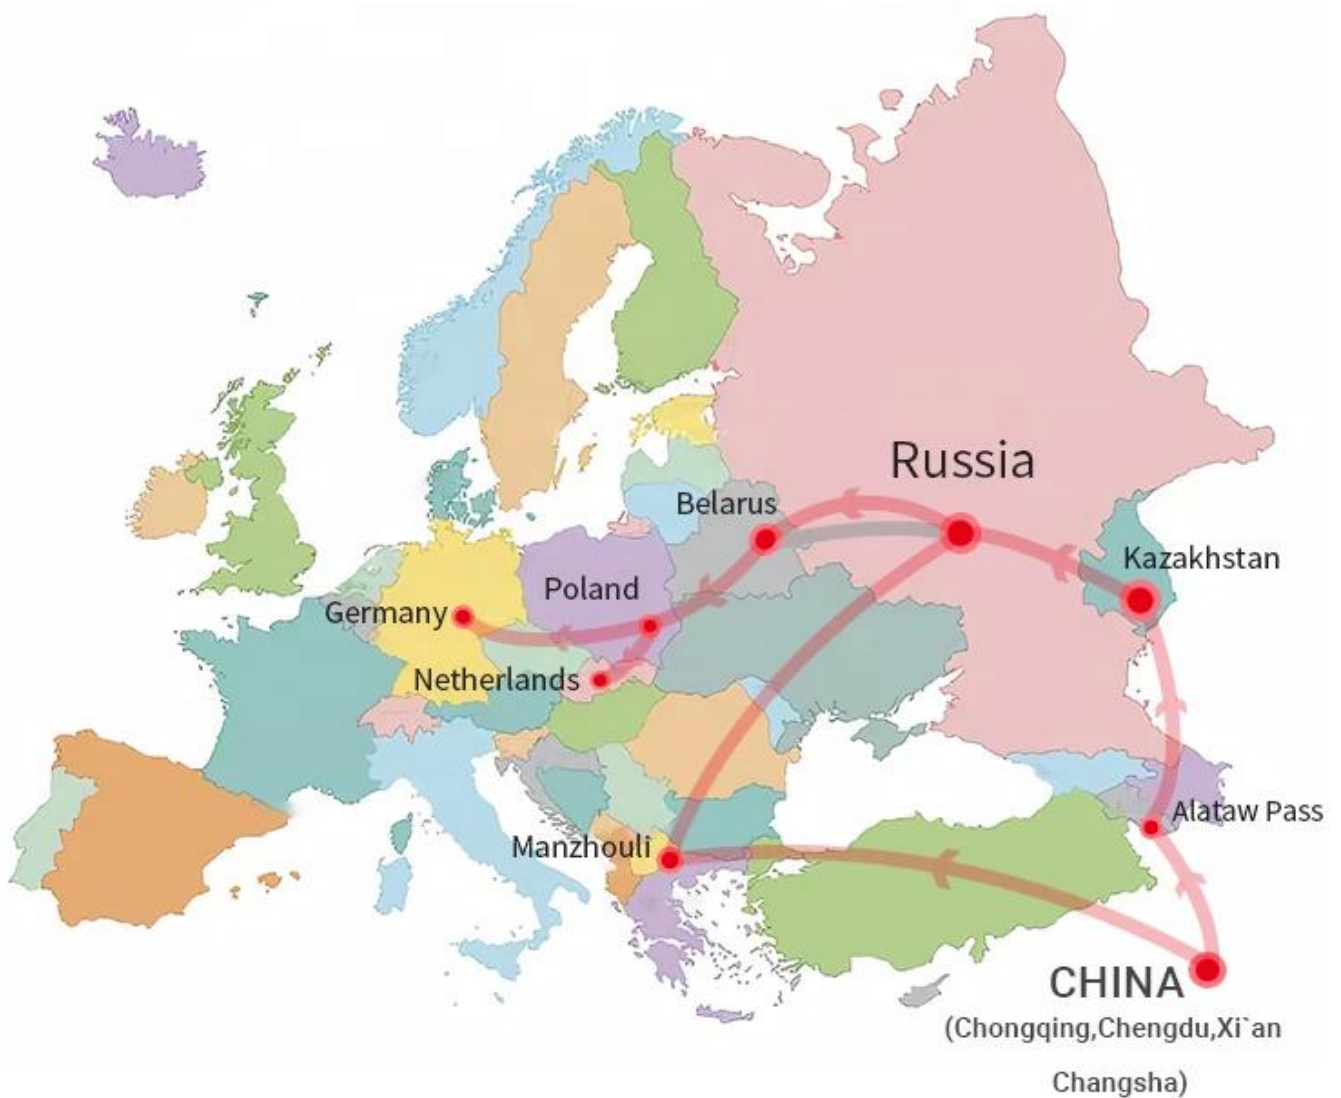 Russia
Belarus
Kazakhstan
Poland
Germany
Netherlands
Alataw Pass
Manzhouli
CHINA
(Chongqing,Chengdu,Xi`an
Changsha)